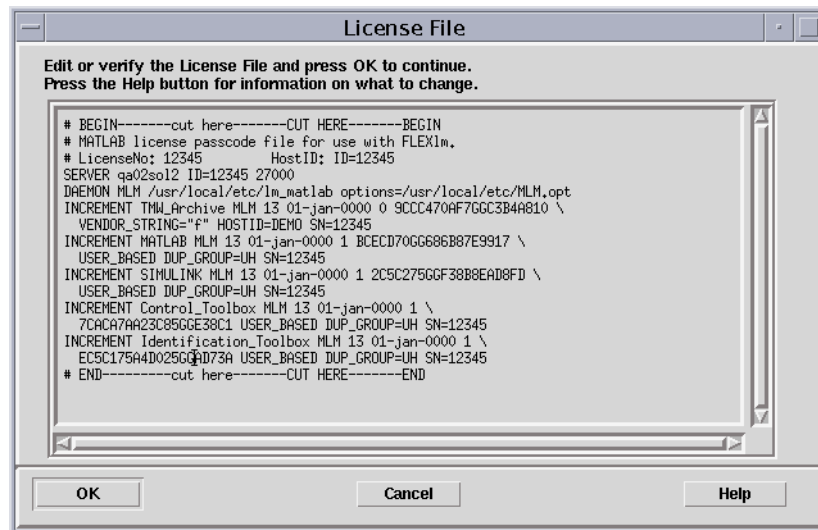 License File
Edit or verify the License File and press OK to continue.
Press the Help button for information on what to change.
# BEGIN-------cut here-------CUT HERE-------BEGIN
# MATLAB license passcode file for use with FLEXlm.
# LicenseNo: 12345 HostID: ID=12345
SERVER qa02sol2 ID=12345 27000
DAEMON MLM /usr/local/etc/lm_matlab options=/usr/local/etc/MLM.opt
INCREMENT TMW_Archive MLM 13 01-jan-0000 0 9CCC470AF7GGC3B4A810 \
VENDOR_STRING="f" HOSTID=DEMO SN=12345
INCREMENT MATLAB MLM 13 01-jan-0000 1 BCECD70GG686B87E9917 \
USER_BASED DUP_GROUP=UH SN=12345
INCREMENT SIMULINK MLM 13 01-jan-0000 1 2C5C275GGF38B8EAD8FD \
USER_BASED DUP_GROUP=UH SN=12345
INCREMENT Control_Toolbox MLM 13 01-jan-0000 1 \
7CACA7AA23C85GGE38C1 USER_BASED DUP_GROUP=UH SN=12345
INCREMENT Identification_Toolbox MLM 13 01-jan-0000 1 \
USER_BASED DUP_GROUP=UH SN=12345
# END---------cut here-------CUT HERE-------END
OK Cancel Help